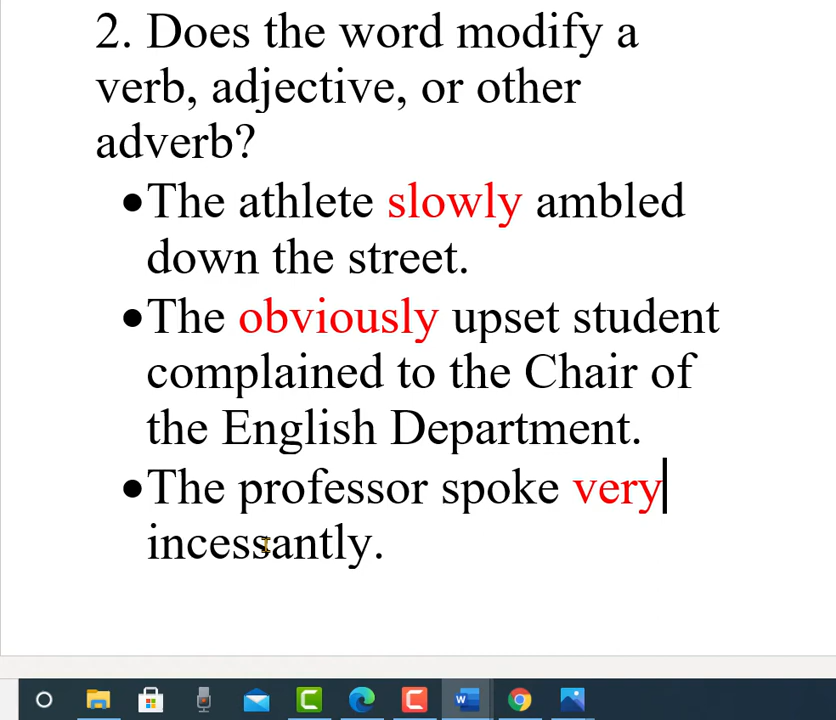 2. Does the word modify a
verb, adjective, or other
adverb?
•The athlete slowly ambled
down the street.
•The obviously upset student
complained to the Chair of
the English Department.
•The professor spoke very
incessantly.